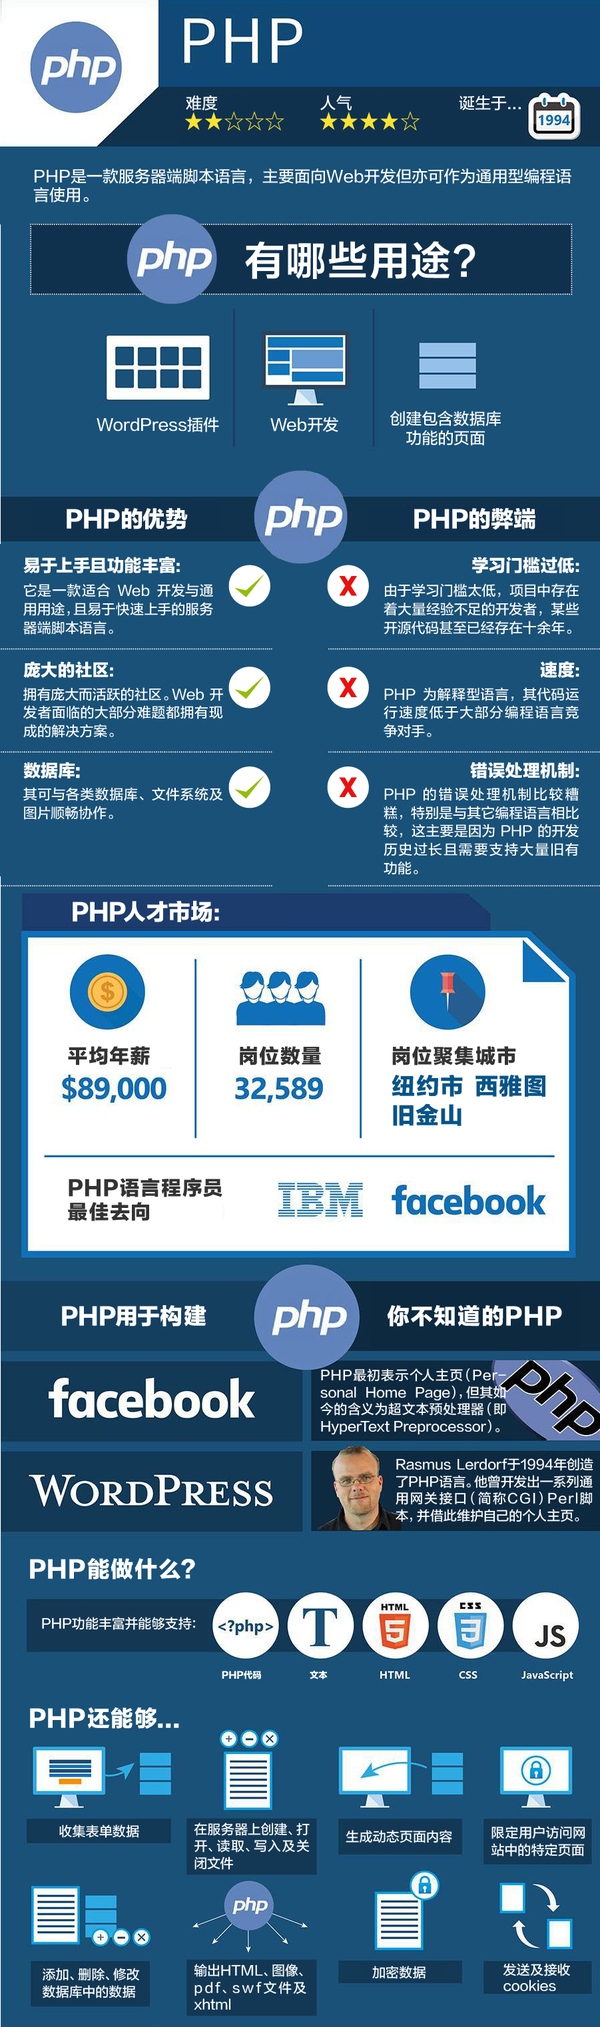 php
PHP
难度
人气
诞生于...
1994
PHP是一款服务器端脚本语言，主要面向Web开发但亦可作为通用型编程语
言使用。
php
有哪些用途？
WordPress插件
Web开发
创建包含数据库
功能的页面
PHP的优势
php
PHP的弊端
易于上手且功能丰富:
它是一款适合 Web 开发与通
用用途，且易于快速上手的服务
器端脚本语言。
X
学习门槛过低:
由于学习门槛太低，项目中存在
着大量经验不足的开发者，某些
开源代码甚至已经存在十余年。
庞大的社区:
拥有庞大而活跃的社区。Web 开
发者面临的大部分难题都拥有现
成的解决方案。
X
速度:
PHP 为解释型语言，其代码运
行速度低于大部分编程语言竞
争对手。
数据库:
其可与各类数据库、文件系统及
图片顺畅协作。
X
错误处理机制:
PHP 的错误处理机制比较糟
糕，特别是与其它编程语言相比
较，这主要是因为 PHP 的开发
历史过长且需要支持大量旧有
功能。
PHP人才市场:
$
平均年薪
$89,000
岗位数量
32,589
岗位聚集城市
纽约市 西雅图
旧金山
PHP语言程序员
最佳去向
IBM
facebook
PHP用于构建
php
你不知道的PHP
facebook
PHP最初表示个人主页（Per-
sonal Home Page），但其如
今的含义为超文本预处理器（即
HyperText Preprocessor）。
php
WORDPRESS
Rasmus Lerdorf于1994年创造
了PHP语言。他曾开发出一系列通
用网关接口（简称CGI）Perl脚
本，并借此维护自己的个人主页。
PHP能做什么？
PHP功能丰富并能够支持：
<?php>
T
HTML
5
CSS
3
JS
PHP代码
文本
HTML
CSS
JavaScript
PHP还能够...
收集表单数据
在服务器上创建、打
开、读取、写入及关
闭文件
生成动态页面内容
限定用户访问网
站中的特定页面
php
添加、删除、修改
数据库中的数据
输出HTML、图像、
pdf、swf文件及
xhtml
加密数据
发送及接收
cookies